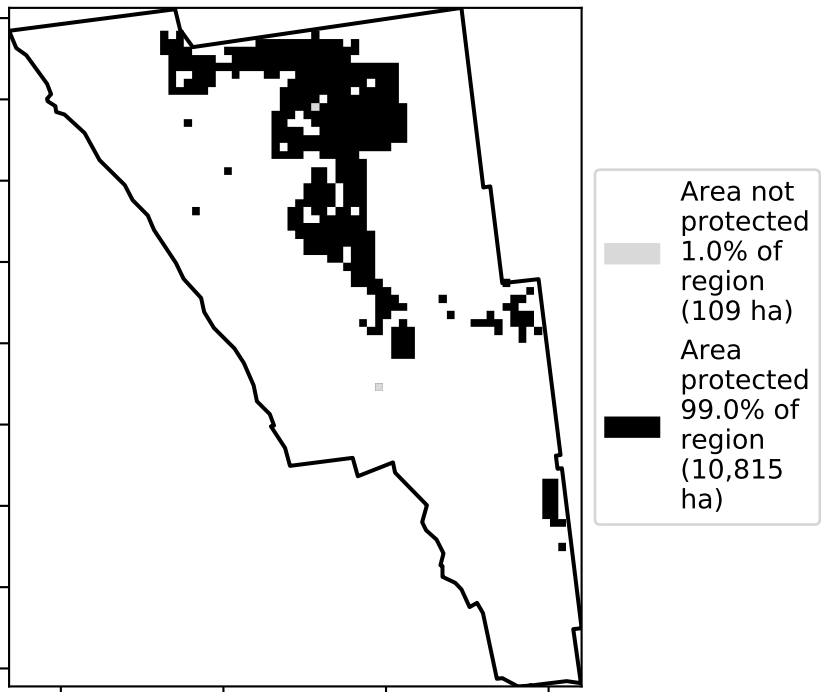 Area not
protected
1.0% of
region
(109 ha)
Area
protected
99.0% of
region
(10,815
ha)